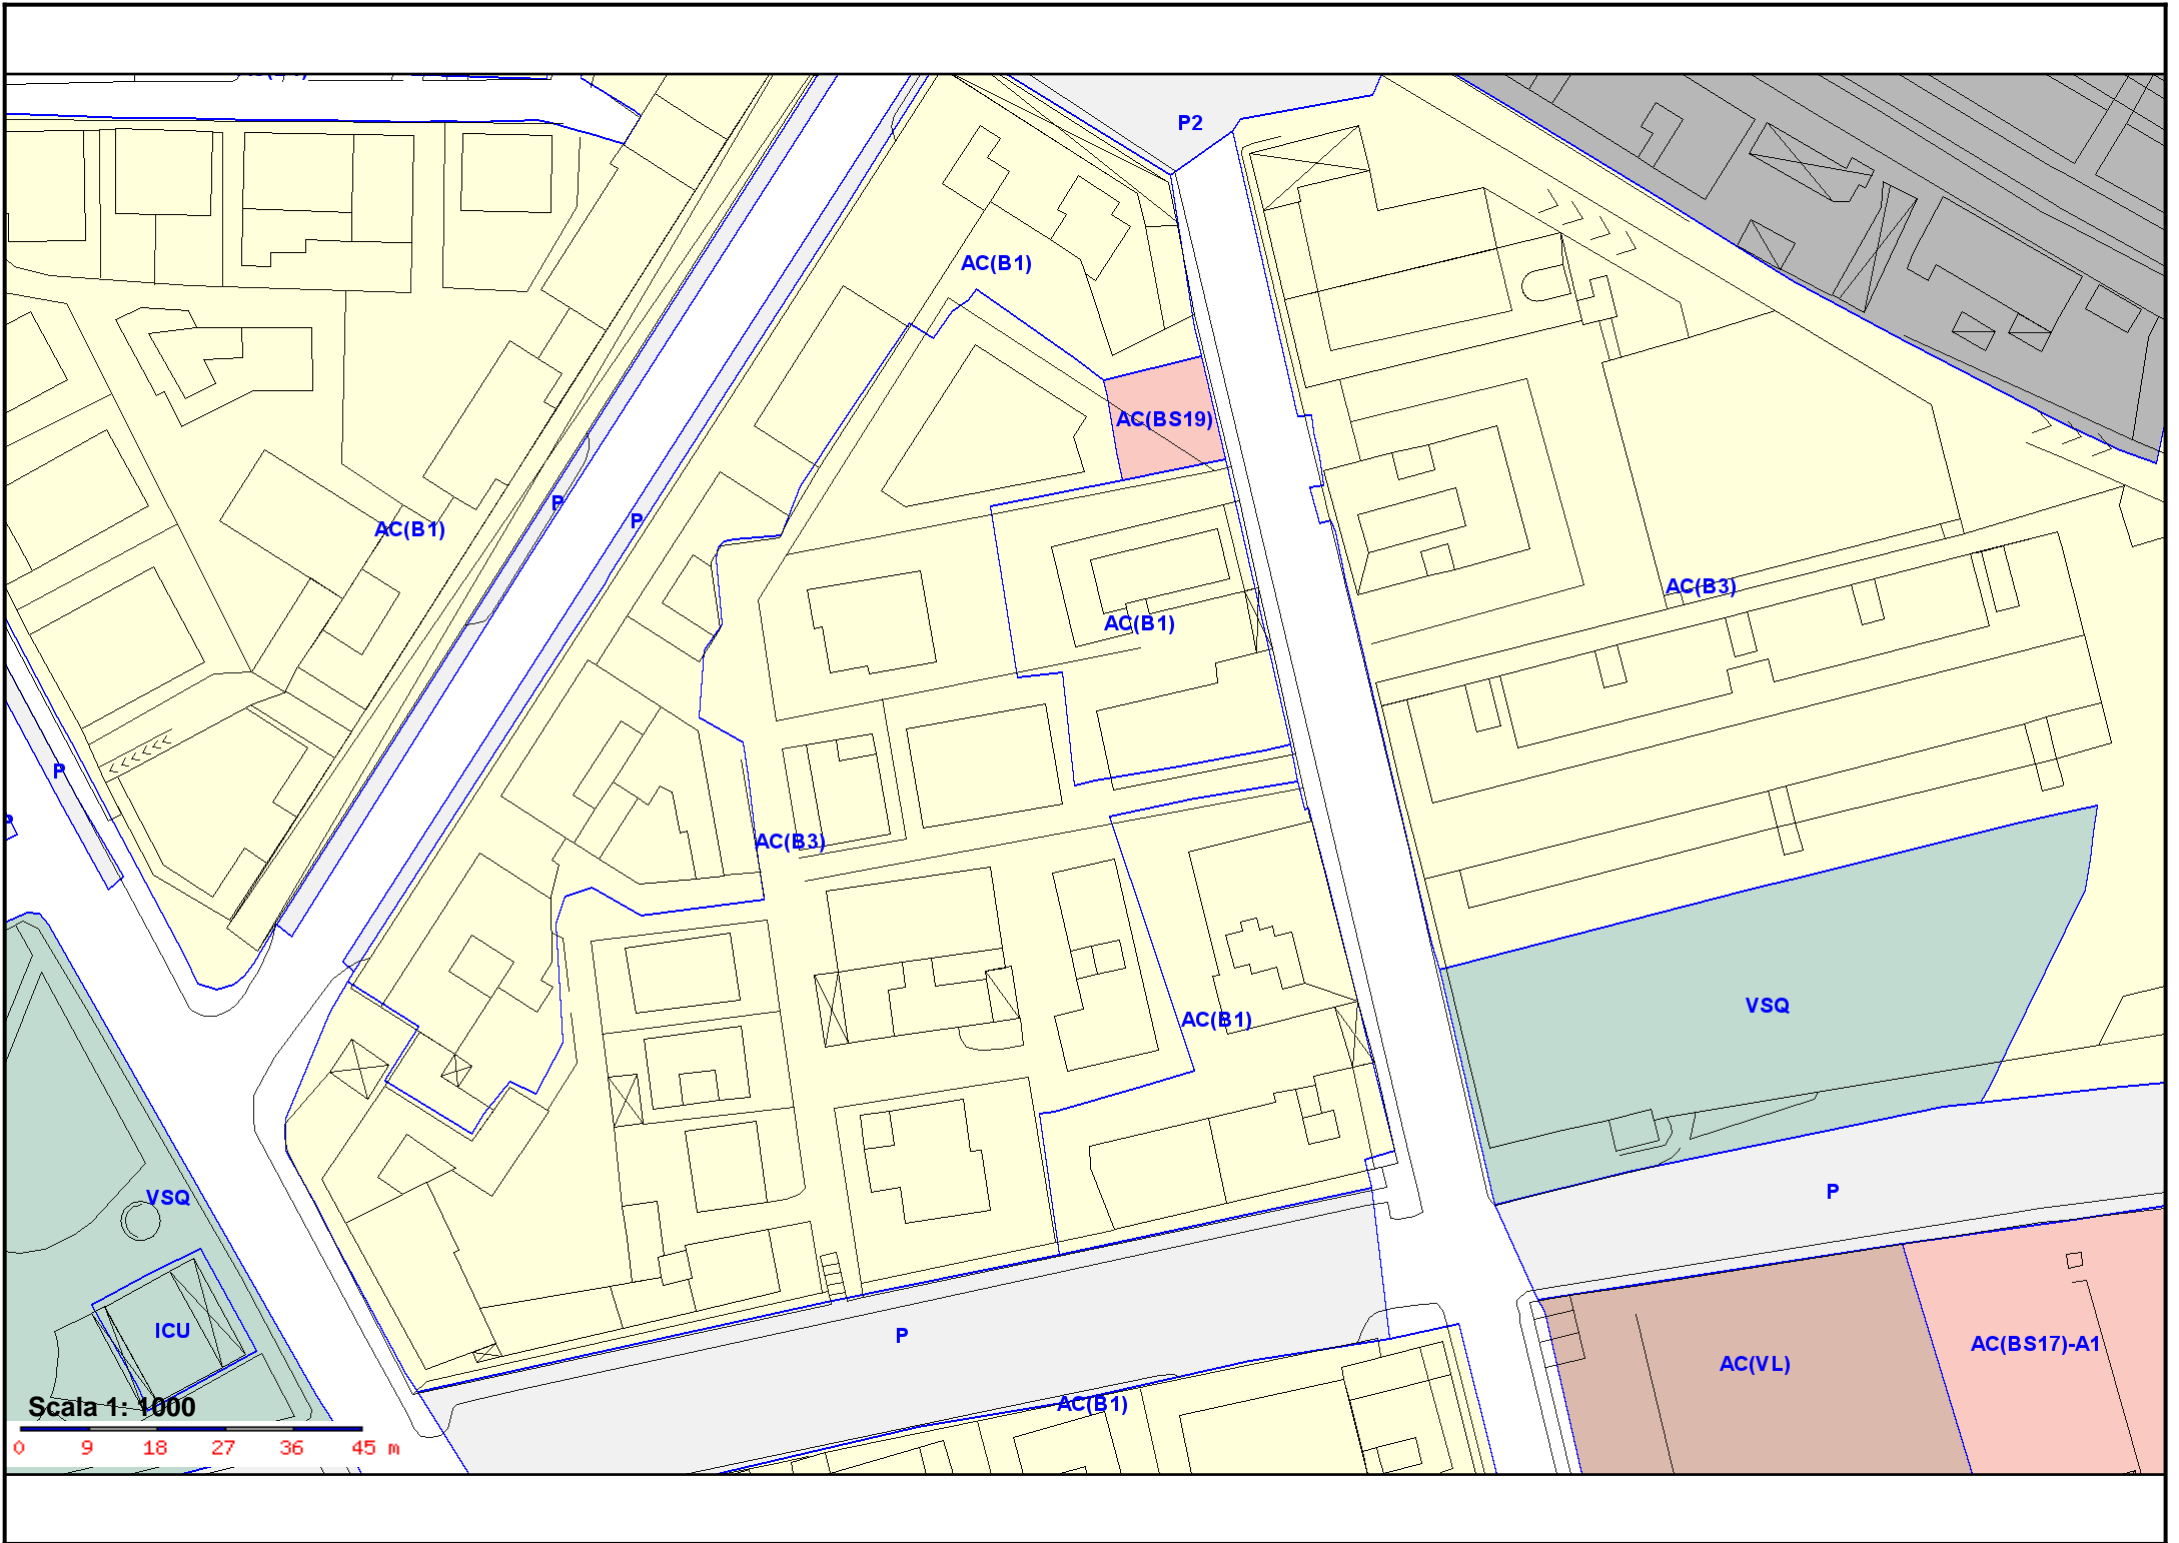 P2
AC(B1)
AC(BS19)
P
P
AC(B1)
AC(B3)
AC(B1)
P
AC(B3)
VSQ
AC(B1)
P
VSQ
ICU
P
AC(VL)
AC(BS17)-A1
AC(B1)
Scala 1: 1000
0 9 18 27 36 45 m